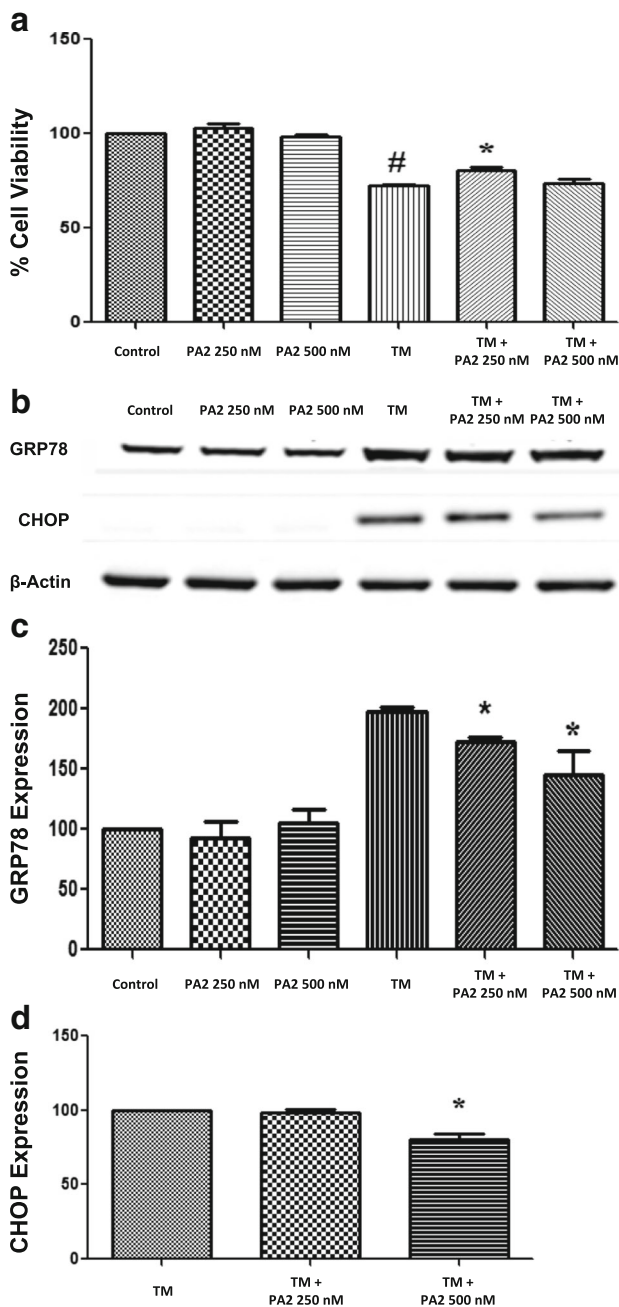 a
% Cell Viability
150
100
50
0
#
*
Control PA2 250 nM PA2 500 nM TM TM + PA2 250 nM TM + PA2 500 nM
b
Control PA2 250 nM PA2 500 nM TM TM + PA2 250 nM TM + PA2 500 nM
GRP78
CHOP
β-Actin
c
GRP78 Expression
250
200
150
100
50
0
*
*
Control PA2 250 nM PA2 500 nM TM TM + PA2 250 nM TM + PA2 500 nM
d
CHOP Expression
150
100
50
0
*
TM TM + PA2 250 nM TM + PA2 500 nM